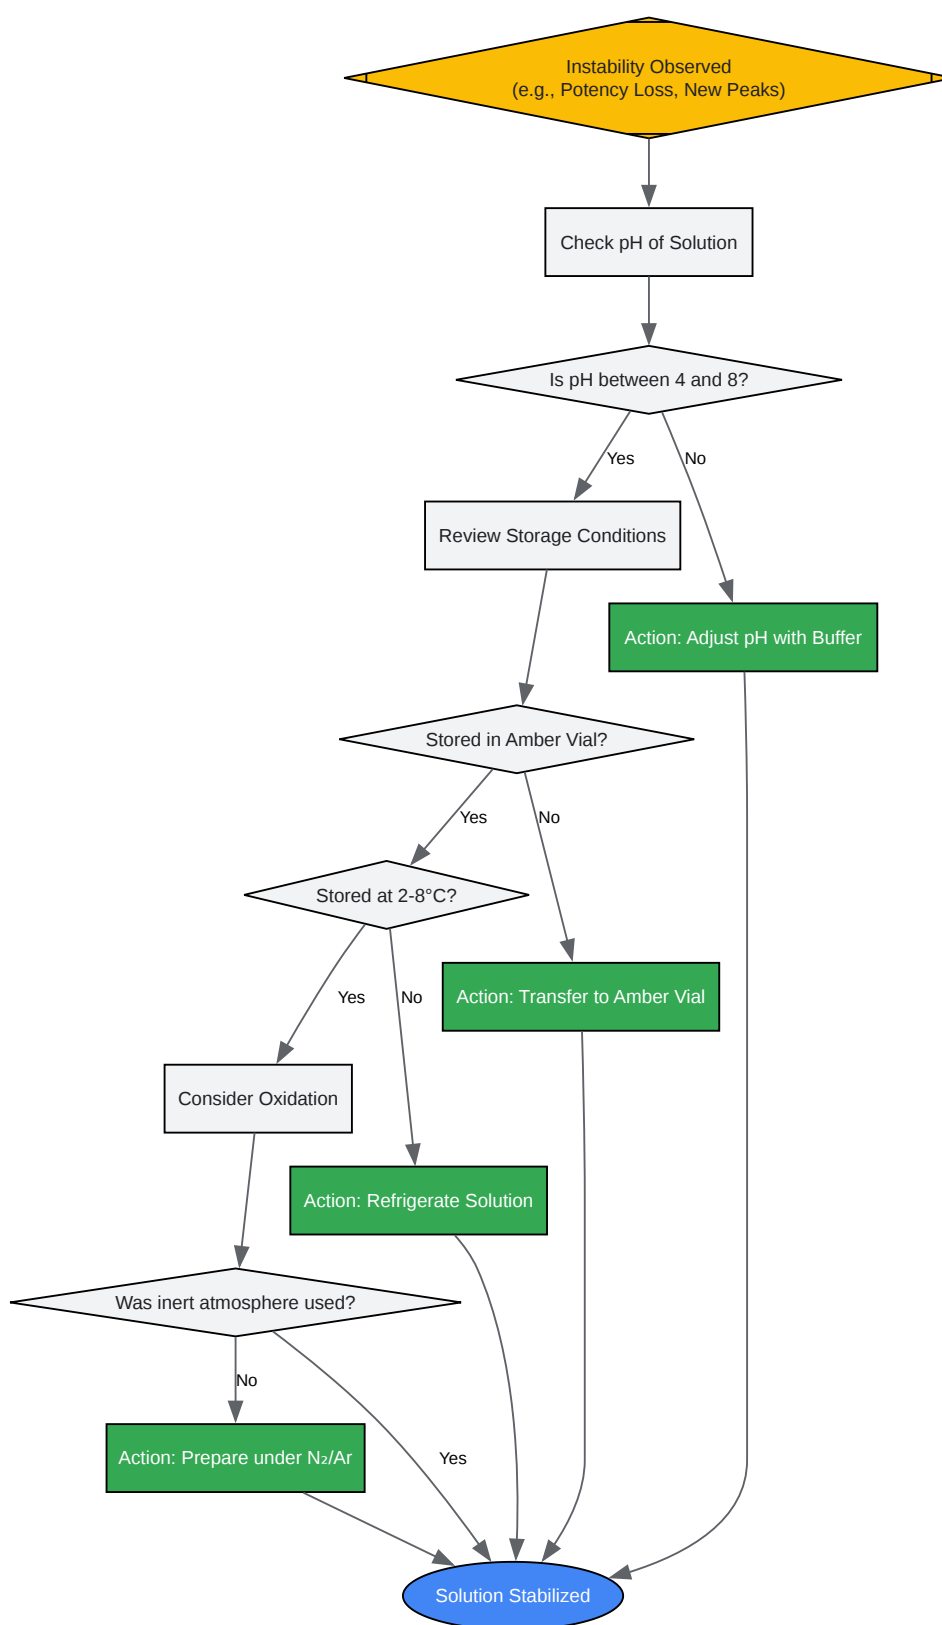 Instability Observed
(e.g., Potency Loss, New Peaks)
Check pH of Solution
Is pH between 4 and 8?
Yes
No
Review Storage Conditions
Action: Adjust pH with Buffer
Stored in Amber Vial?
Yes
No
Stored at 2-8°C?
Yes
No
Action: Transfer to Amber Vial
Consider Oxidation
Action: Refrigerate Solution
Was inert atmosphere used?
No
Yes
Action: Prepare under N₂/Ar
Solution Stabilized